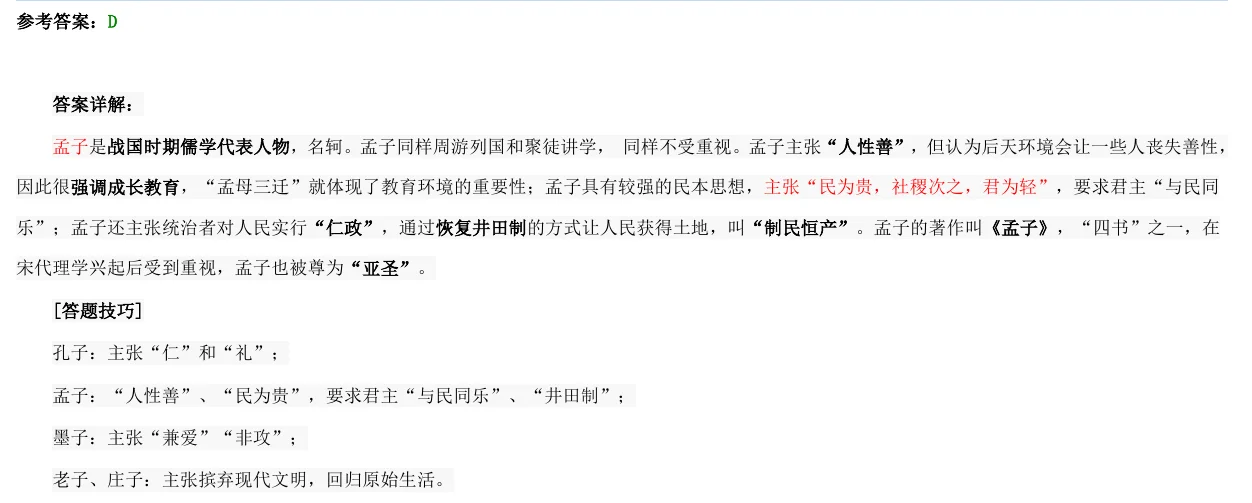 参考答案：D
答案详解：
孟子是战国时期儒学代表人物，名轲。孟子同样周游列国和聚徒讲学， 同样不受重视。孟子主张“人性善”，但认为后天环境会让一些人丧失善性，
因此很强调成长教育，“孟母三迁”就体现了教育环境的重要性；孟子具有较强的民本思想，主张“民为贵，社稷次之，君为轻”，要求君主“与民同
乐”；孟子还主张统治者对人民实行“仁政”，通过恢复井田制的方式让人民获得土地，叫“制民恒产”。孟子的著作叫《孟子》，“四书”之一，在
宋代理学兴起后受到重视，孟子也被尊为“亚圣”。
[答题技巧]
孔子：主张“仁”和“礼”；
孟子：“人性善”、“民为贵”，要求君主“与民同乐”、“井田制”；
墨子：主张“兼爱”“非攻”；
老子、庄子：主张摈弃现代文明，回归原始生活。